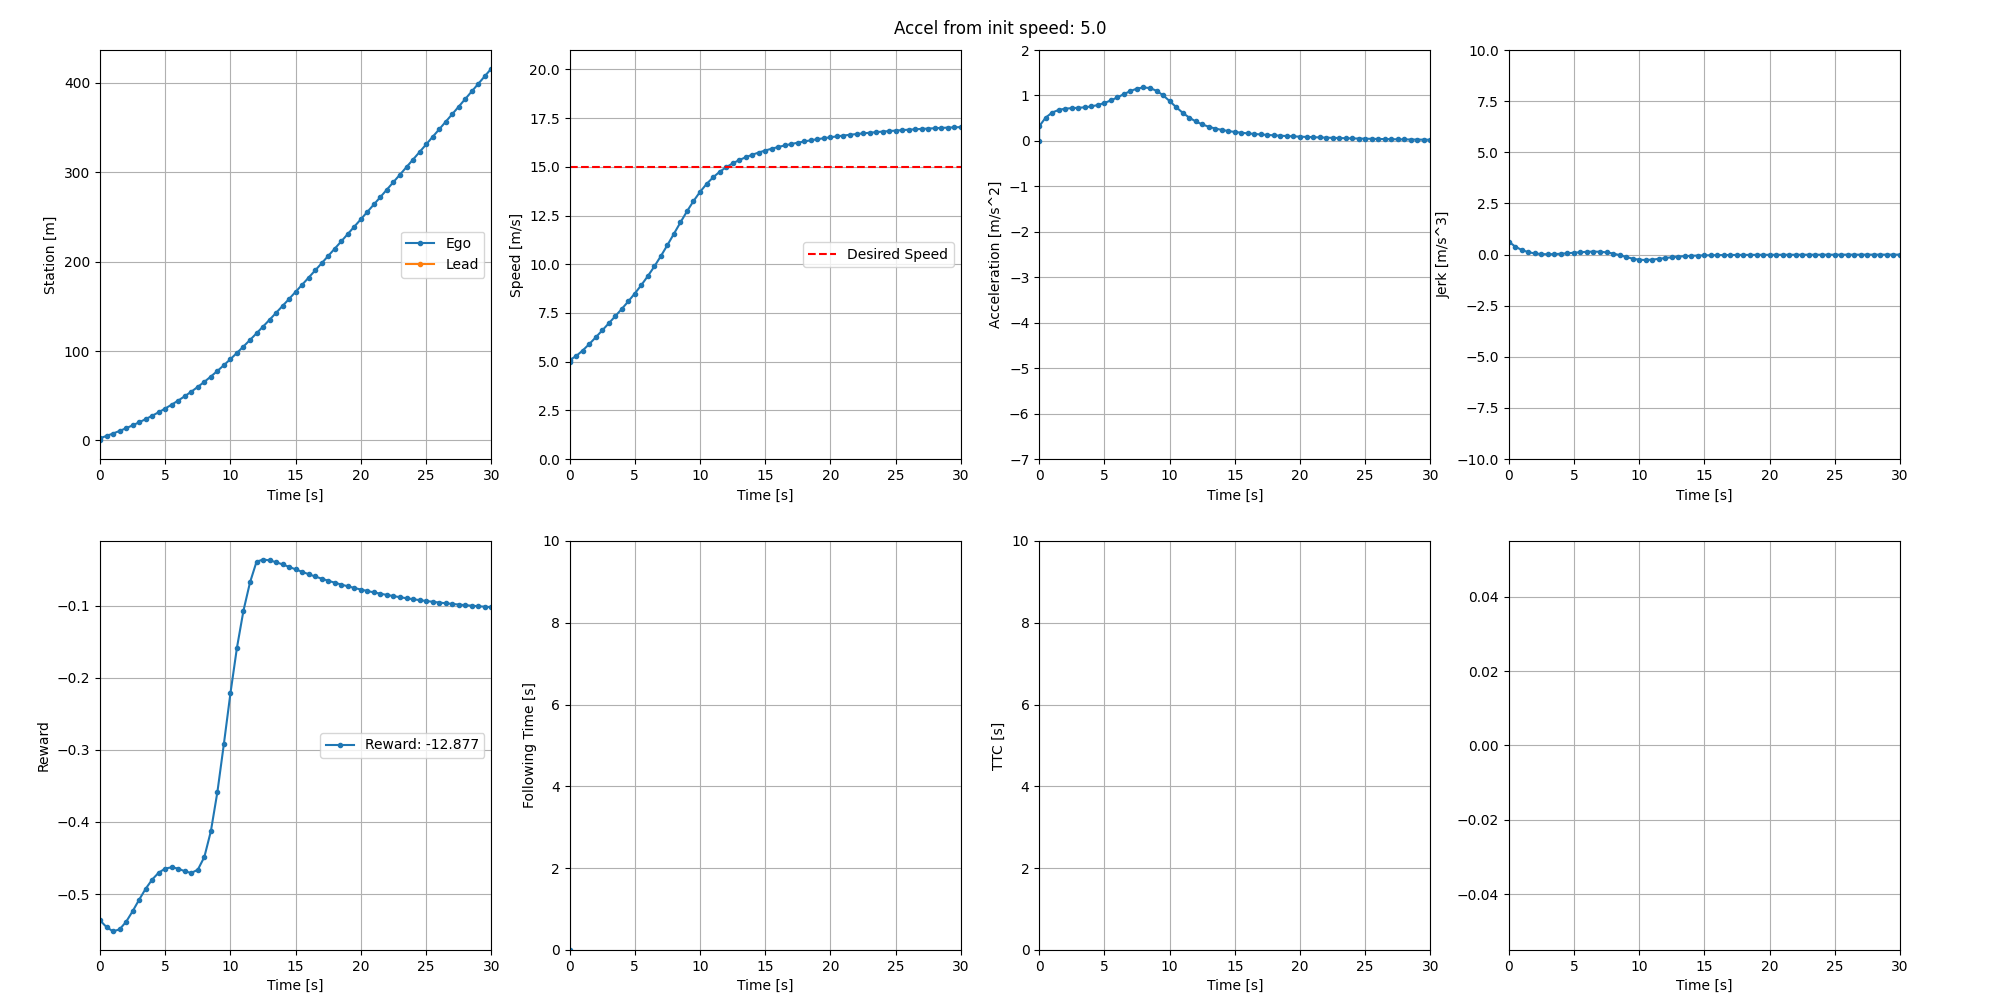 Accel from init speed: 5.0
400
300
200
100
0
Station [m]
Ego
Lead
0 5 10 15 20 25 30
Time [s]
20.0
17.5
15.0
12.5
10.0
7.5
5.0
2.5
0.0
Speed [m/s]
Desired Speed
0 5 10 15 20 25 30
Time [s]
2
1
0
−1
−2
−3
−4
−5
−6
−7
Acceleration [m/s^2]
0 5 10 15 20 25 30
Time [s]
10.0
7.5
5.0
2.5
0.0
−2.5
−5.0
−7.5
−10.0
Jerk [m/s^3]
0 5 10 15 20 25 30
Time [s]
−0.1
−0.2
−0.3
−0.4
−0.5
Reward
Reward: -12.877
0 5 10 15 20 25 30
Time [s]
10
8
6
4
2
0
Following Time [s]
0 5 10 15 20 25 30
Time [s]
10
8
6
4
2
0
TTC [s]
0 5 10 15 20 25 30
Time [s]
0.04
0.02
0.00
−0.02
−0.04
0 5 10 15 20 25 30
Time [s]